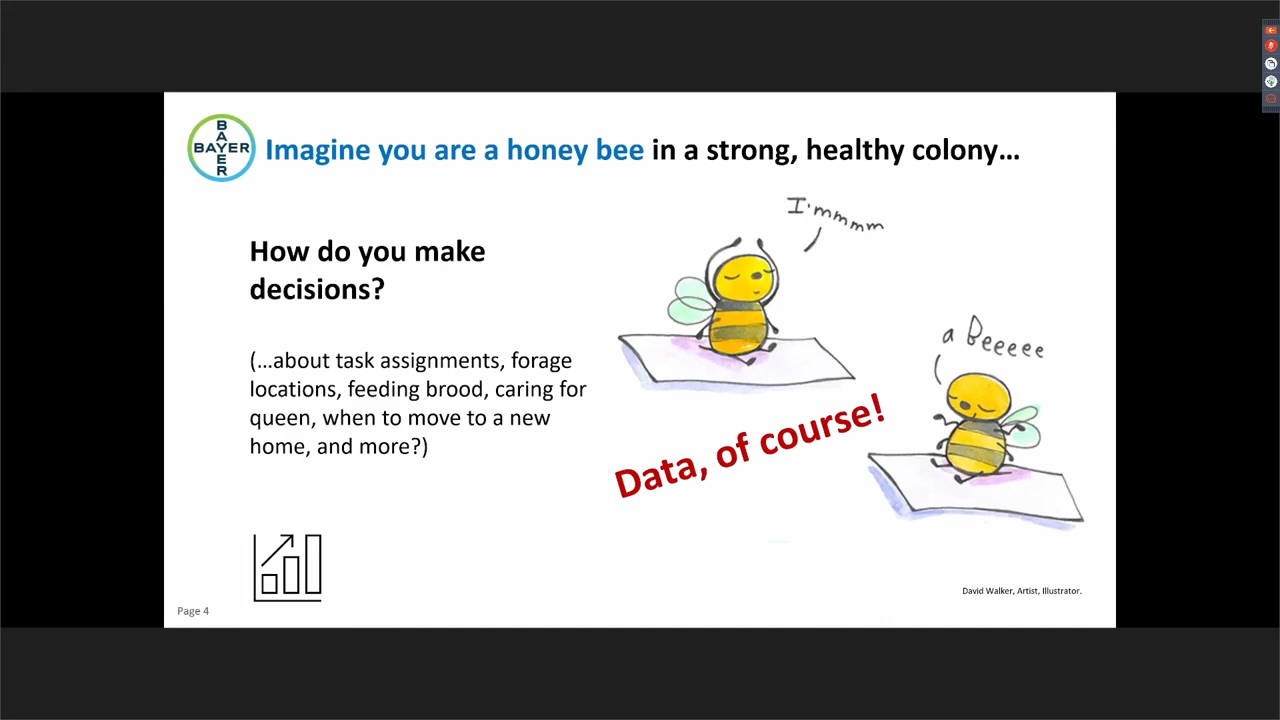 BAYER
BAYER
Imagine you are a honey bee in a strong, healthy colony…
I'mmmm
How do you make
decisions?
a Beeeee
(…about task assignments, forage
locations, feeding brood, caring for
queen, when to move to a new
home, and more?)
Data, of course!
David Walker, Artist, Illustrator.
Page 4